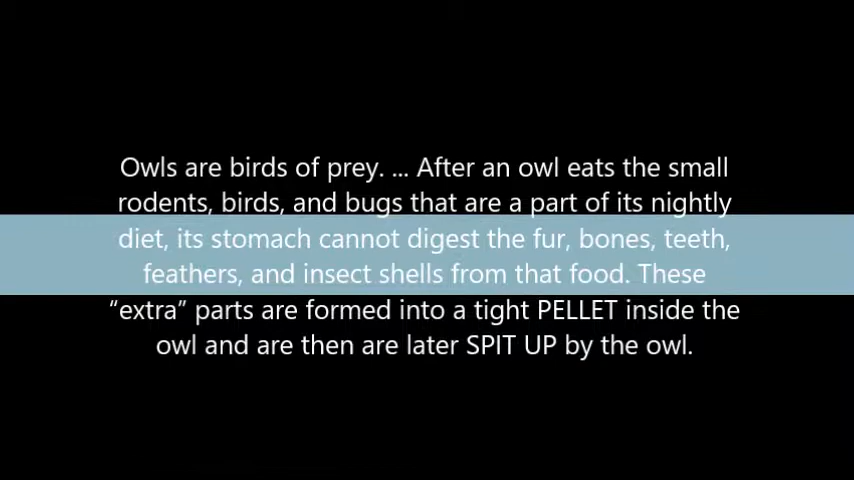 Owls are birds of prey. ... After an owl eats the small
rodents, birds, and bugs that are a part of its nightly
diet, its stomach cannot digest the fur, bones, teeth,
feathers, and insect shells from that food. These
“extra” parts are formed into a tight PELLET inside the
owl and are then are later SPIT UP by the owl.